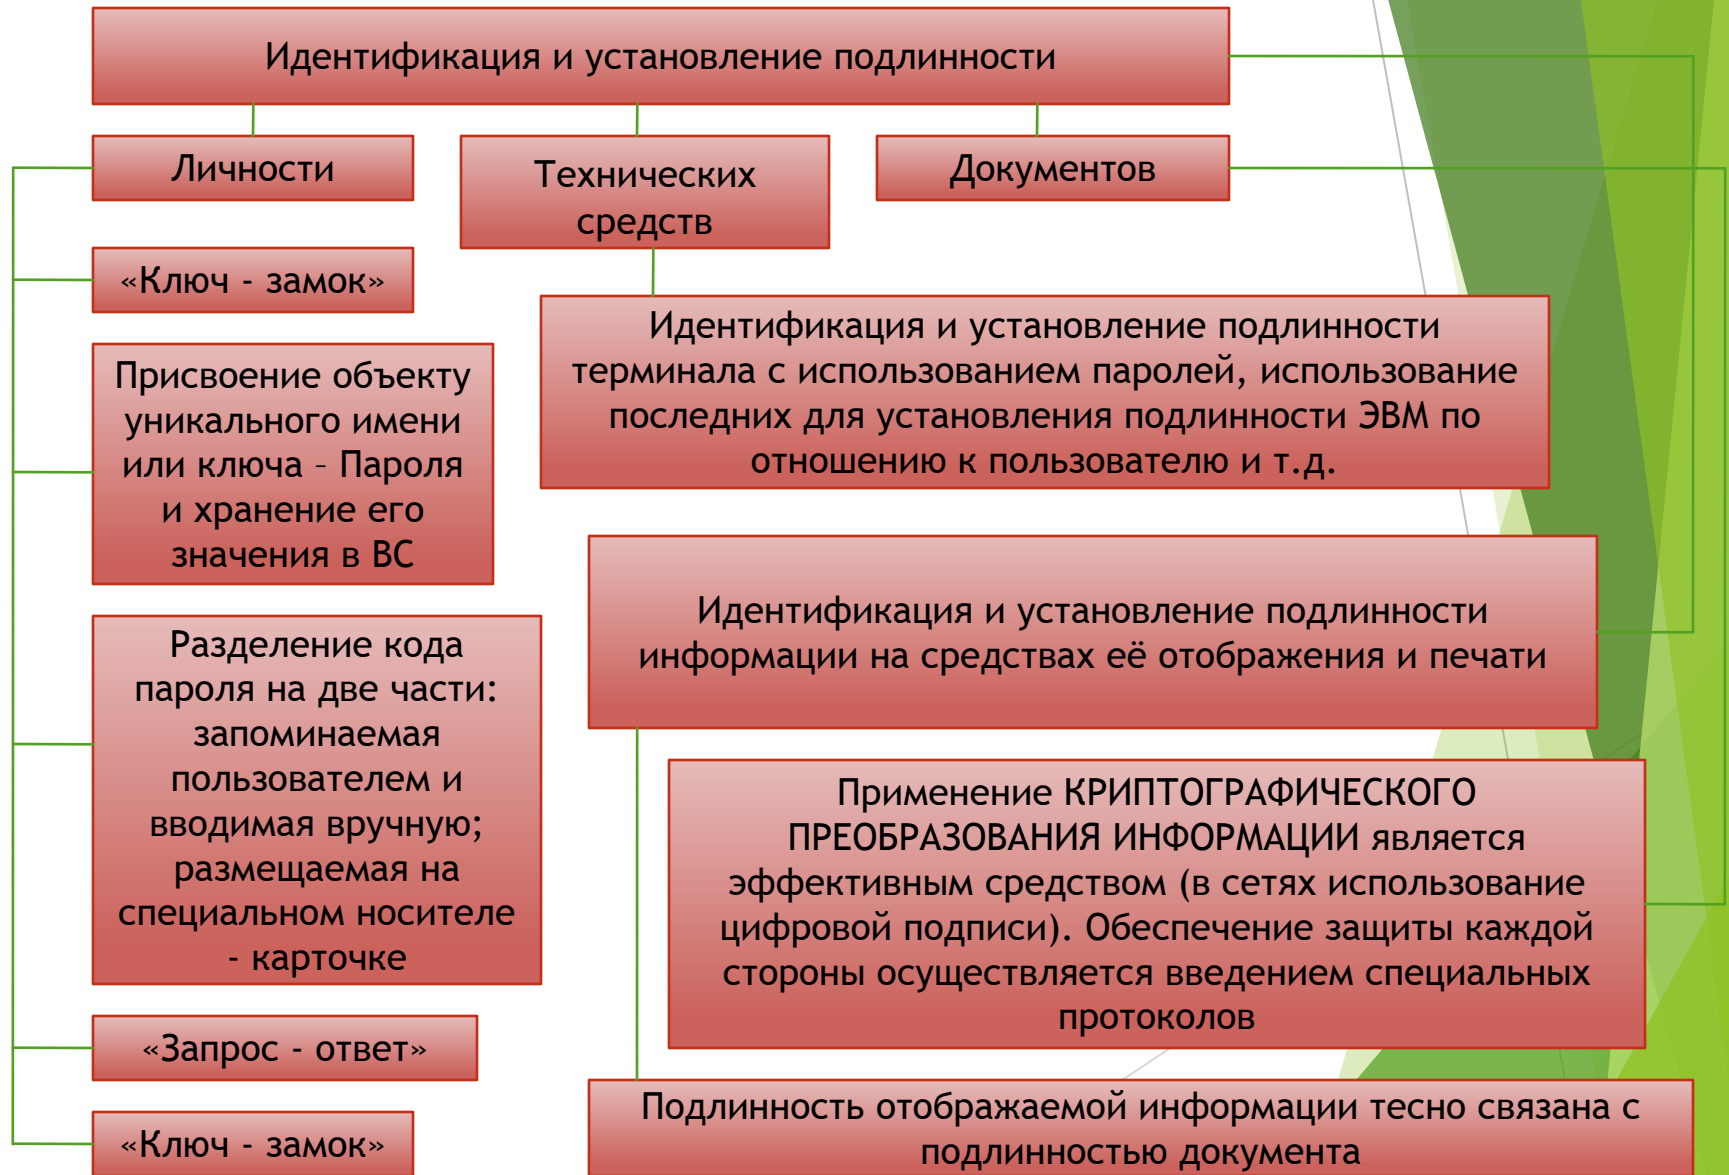 Идентификация и установление подлинности
Личности
Технических
средств
Документов
«Ключ - замок»
Присвоение объекту
уникального имени
или ключа – Пароля
и хранение его
значения в ВС
Разделение кода
пароля на две части:
запоминаемая
пользователем и
вводимая вручную;
размещаемая на
специальном носителе
- карточке
«Запрос - ответ»
«Ключ - замок»
Идентификация и установление подлинности
терминала с использованием паролей, использование
последних для установления подлинности ЭВМ по
отношению к пользователю и т.д.
Идентификация и установление подлинности
информации на средствах её отображения и печати
Применение КРИПТОГРАФИЧЕСКОГО
ПРЕОБРАЗОВАНИЯ ИНФОРМАЦИИ является
эффективным средством (в сетях использование
цифровой подписи). Обеспечение защиты каждой
стороны осуществляется введением специальных
протоколов
Подлинность отображаемой информации тесно связана с
подлинностью документа